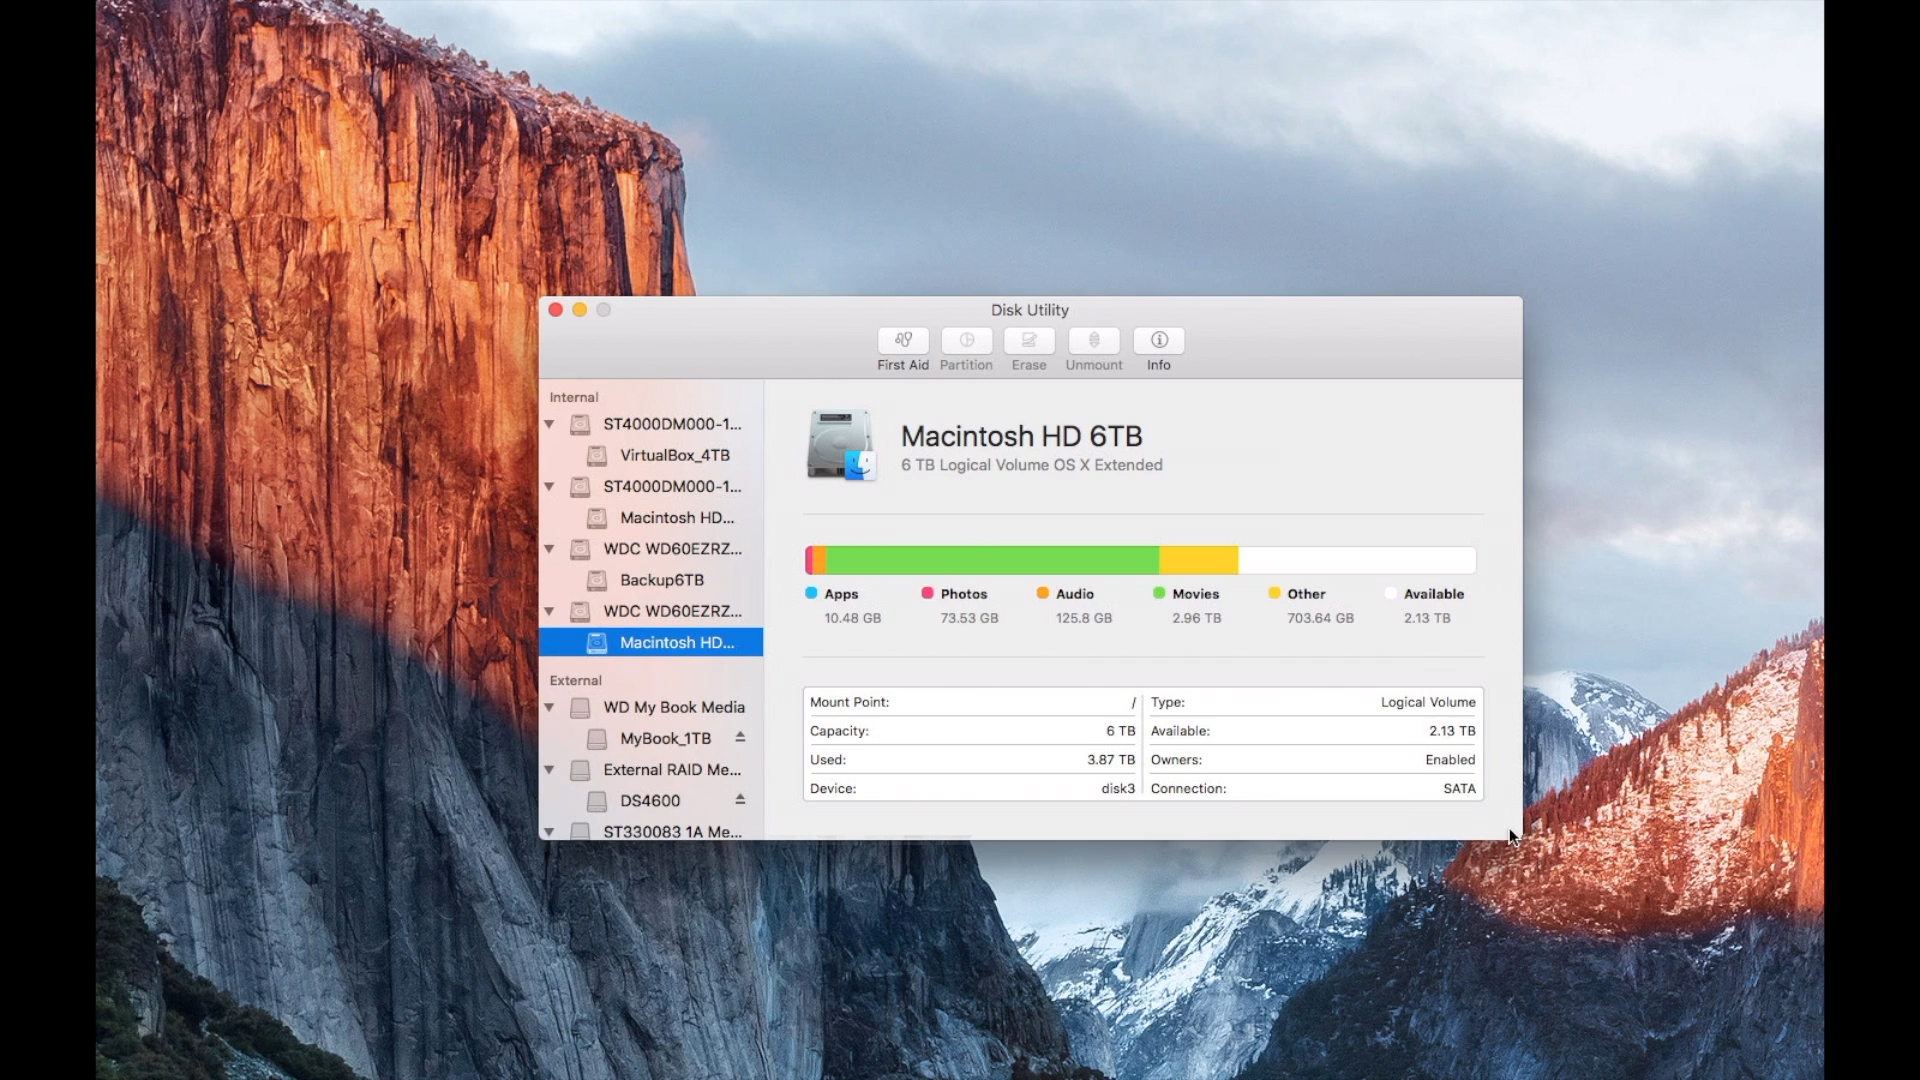 Disk Utility
First Aid Partition Erase Unmount Info
Internal
ST4000DM000-1...
VirtualBox_4TB
ST4000DM000-1...
Macintosh HD...
WDC WD60EZRZ...
Backup6TB
WDC WD60EZRZ...
Macintosh HD...
External
WD My Book Media
MyBook_1TB
External RAID Me...
DS4600
ST330083 1A Me...
Macintosh HD 6TB
6 TB Logical Volume OS X Extended
Apps Photos Audio Movies Other Available
10.48 GB 73.53 GB 125.8 GB 2.96 TB 703.64 GB 2.13 TB
Mount Point: / Type: Logical Volume
Capacity: 6 TB Available: 2.13 TB
Used: 3.87 TB Owners: Enabled
Device: disk3 Connection: SATA